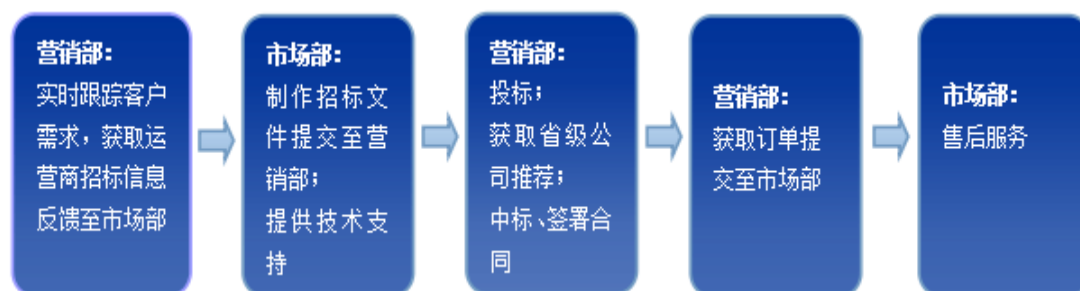 营销部：
实时跟踪客户
需求，获取运
营商招标信息
反馈至市场部
市场部：
制作招标文
件提交至营
销部；
提供技术支
持
营销部：
投标；
获取省级公
司推荐；
中标、签署合
同
营销部：
获取订单提
交至市场部
市场部：
售后服务